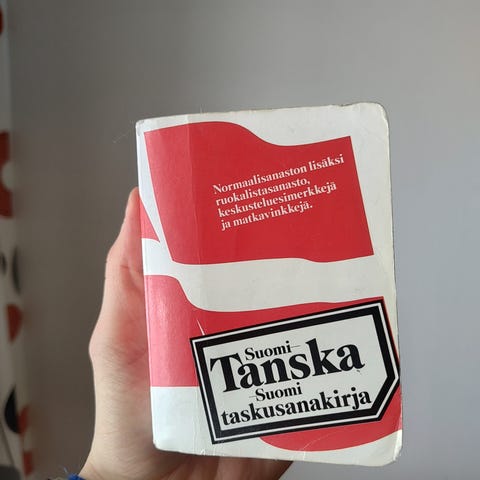 Normaalisanaston lisäksi
ruokalistasanasto,
keskusteluesimerkkejä
ja matkavinkkejä.
Suomi–
Tanska
–Suomi
taskusanakirja